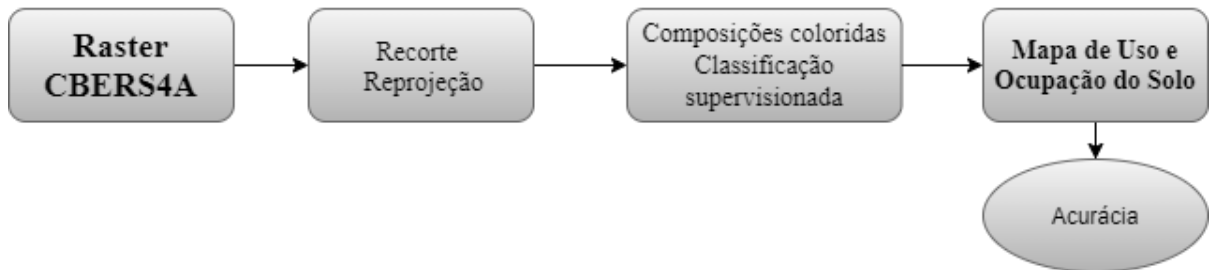 Raster
CBERS4A
Recorte
Reprojeção
Composições coloridas
Classificação
supervisionada
Mapa de Uso e
Ocupação do Solo
Acurácia